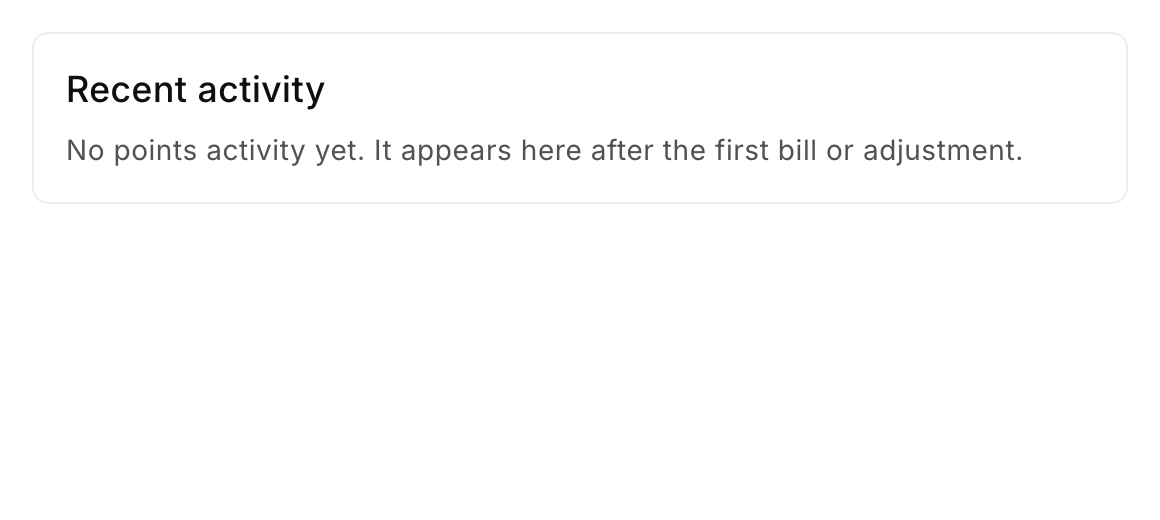 Recent activity
No points activity yet. It appears here after the first bill or adjustment.